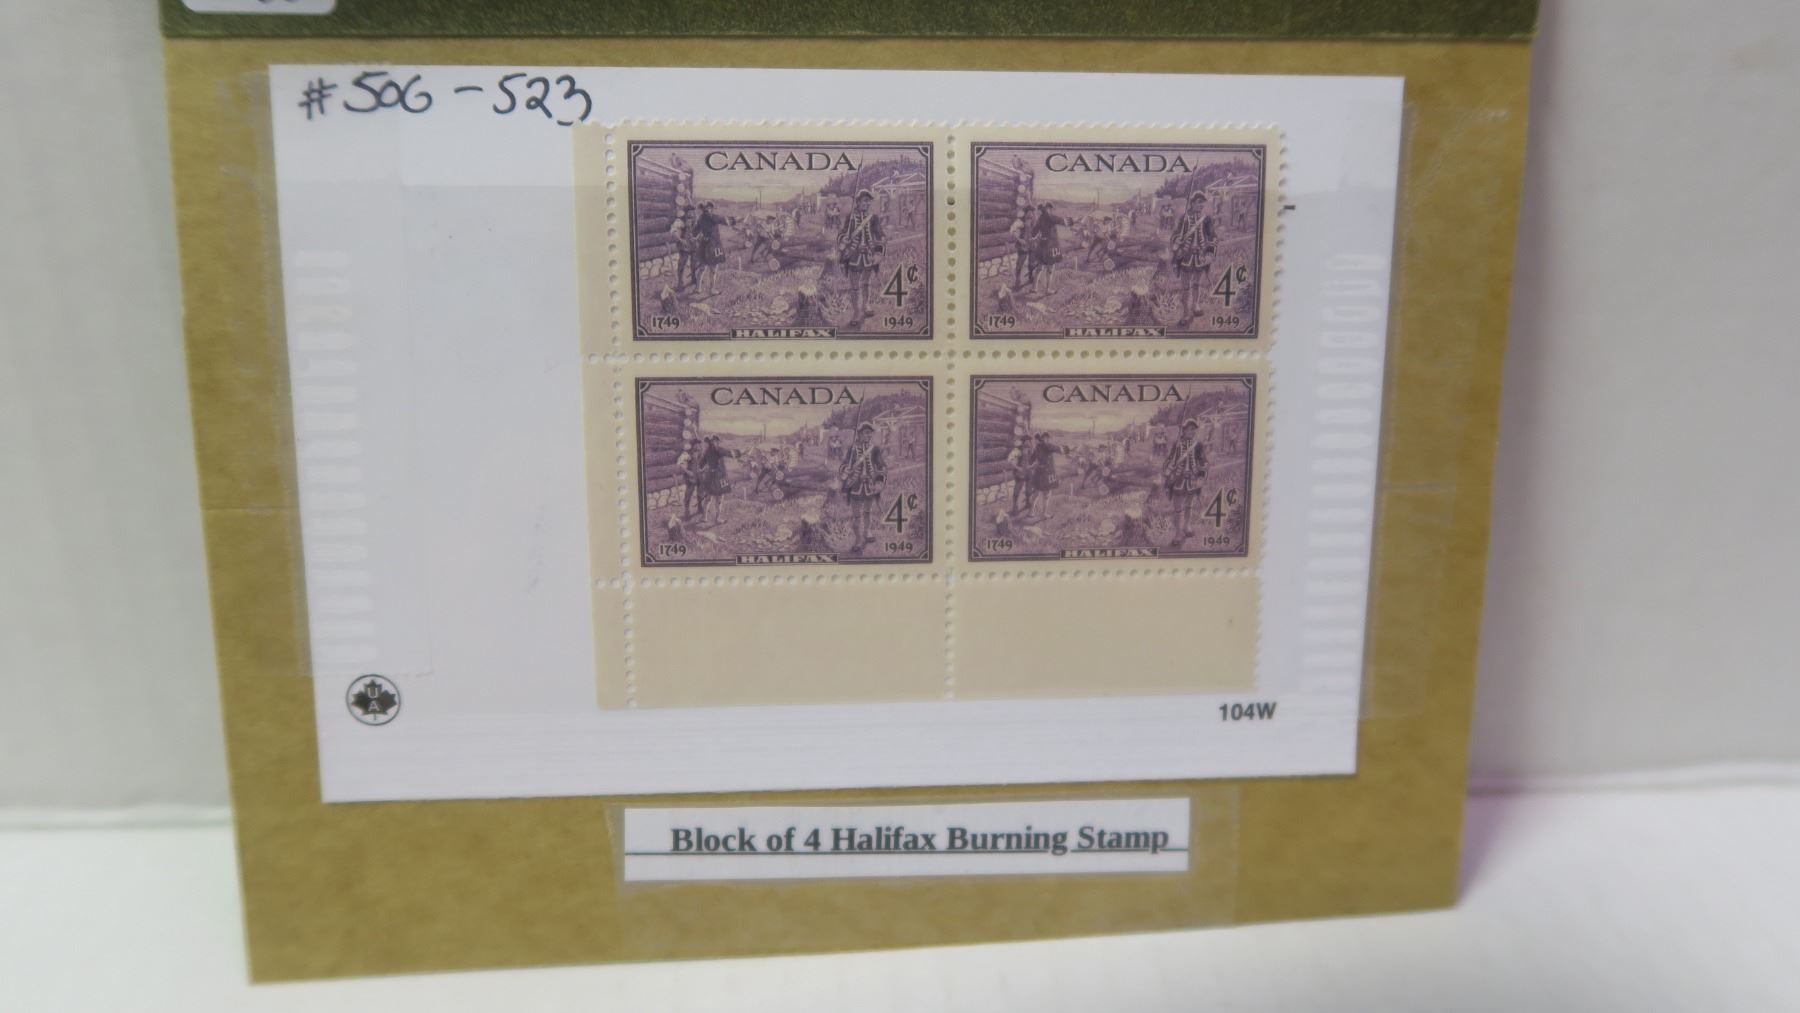 #506-523
CANADA
4¢
1749
HALIFAX
1949
CANADA
4¢
1749
HALIFAX
1949
CANADA
4¢
1749
HALIFAX
1949
CANADA
4¢
1749
HALIFAX
1949
U
A
104W
Block of 4 Halifax Burning Stamp